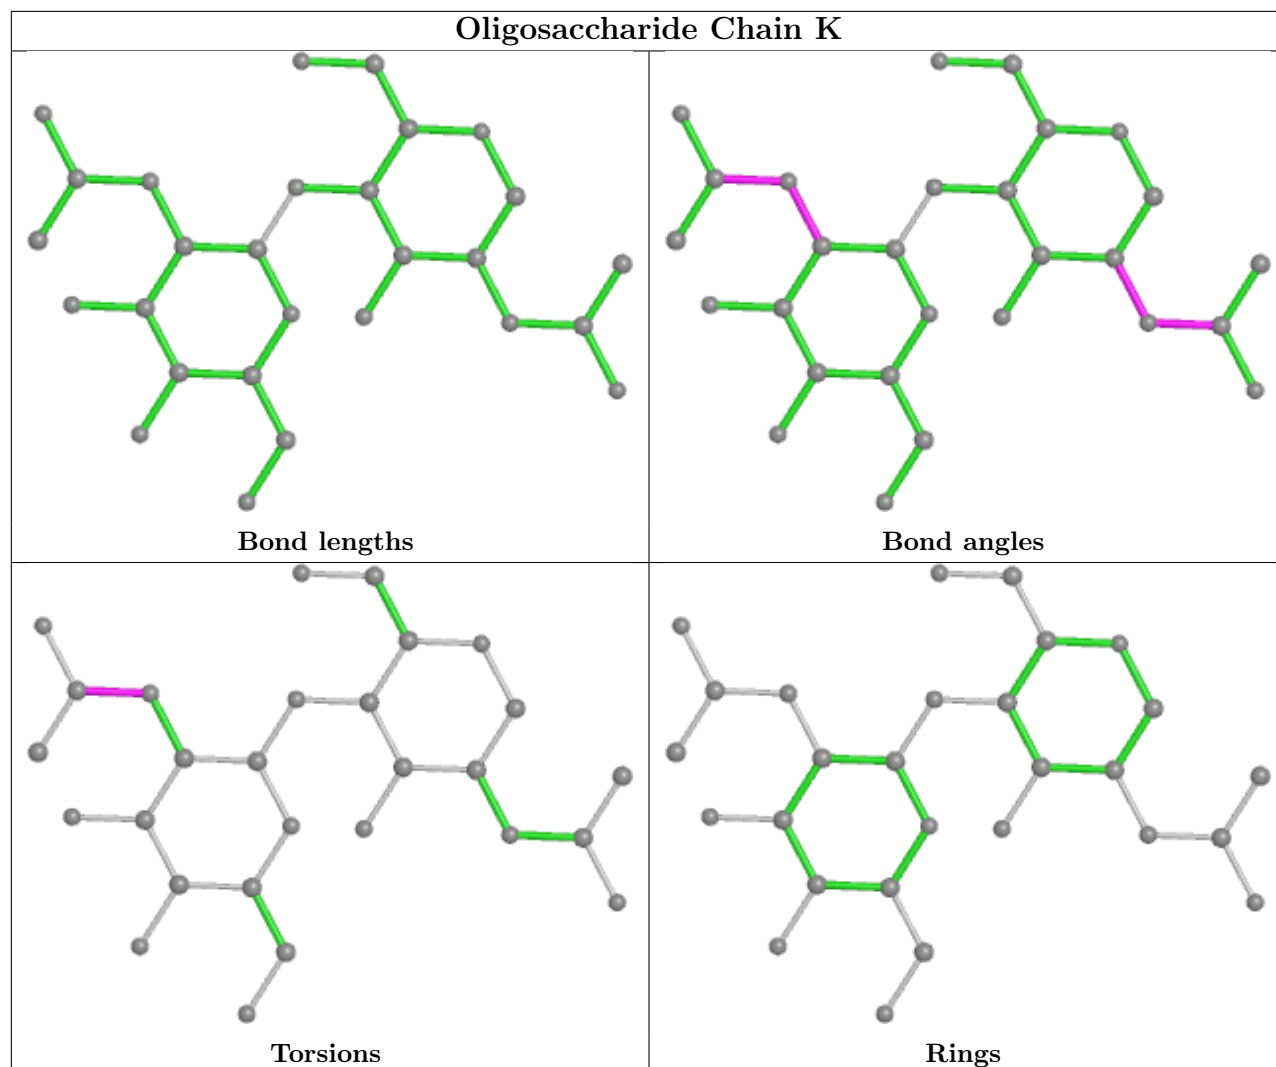 Oligosaccharide Chain K
Bond lengths
Bond angles
Torsions
Rings